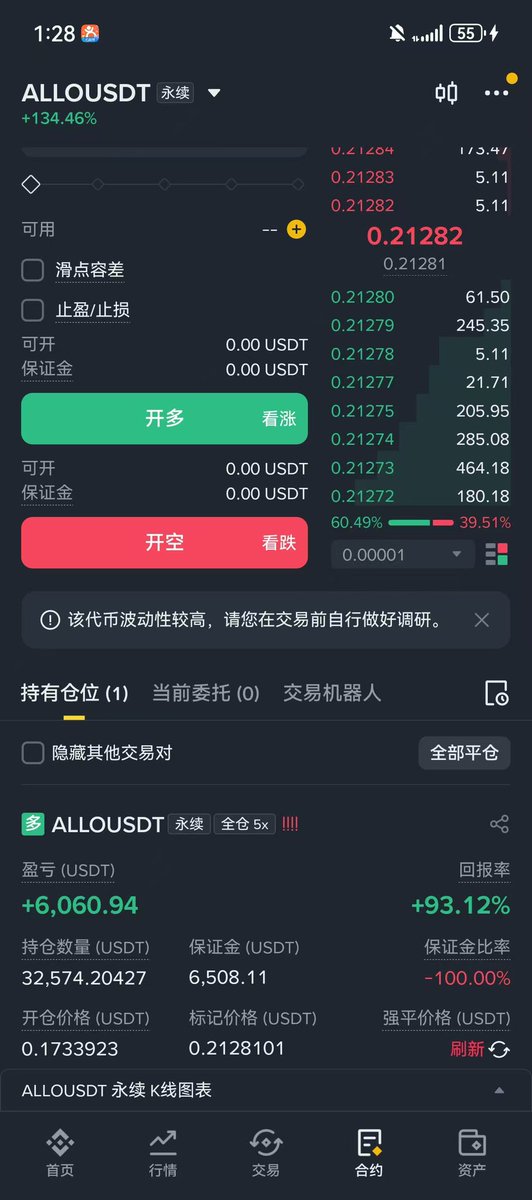 1:28
55
ALLOUSDT 永续
+134.46%
0.21284 173.47
0.21283 5.11
0.21282 5.11
0.21282
0.21281
可用 --
滑点容差
止盈/止损
可开 0.00 USDT
保证金 0.00 USDT
开多 看涨
可开 0.00 USDT
保证金 0.00 USDT
开空 看跌
0.21280 61.50
0.21279 245.35
0.21278 5.11
0.21277 21.71
0.21275 205.95
0.21274 285.08
0.21273 464.18
0.21272 180.18
60.49% 39.51%
0.00001
该代币波动性较高，请您在交易前自行做好调研。
持有仓位 (1) 当前委托 (0) 交易机器人
隐藏其他交易对 全部平仓
多 ALLOUSDT 永续 全仓 5x !!!!
盈亏 (USDT) 回报率
+6,060.94 +93.12%
持仓数量 (USDT) 保证金 (USDT) 保证金比率
32,574.20427 6,508.11 -100.00%
开仓价格 (USDT) 标记价格 (USDT) 强平价格 (USDT)
0.1733923 0.2128101 刷新
ALLOUSDT 永续 K线图表
首页 行情 交易 合约 资产